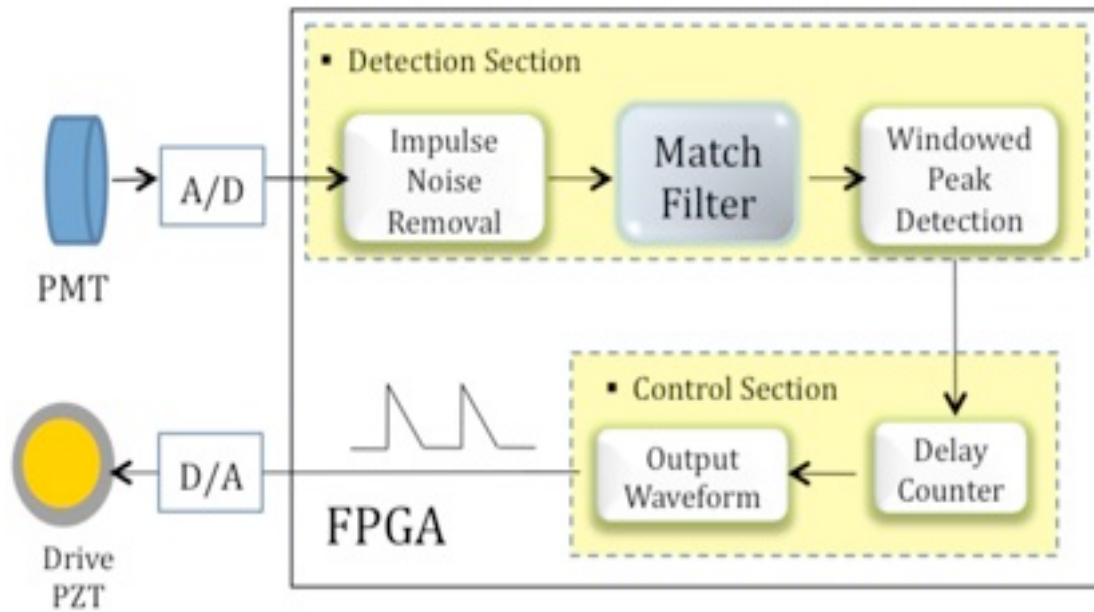 ▪ Detection Section
Impulse
Noise
Removal
Match
Filter
Windowed
Peak
Detection
A/D
PMT
▪ Control Section
Delay
Counter
Output
Waveform
D/A
FPGA
Drive
PZT